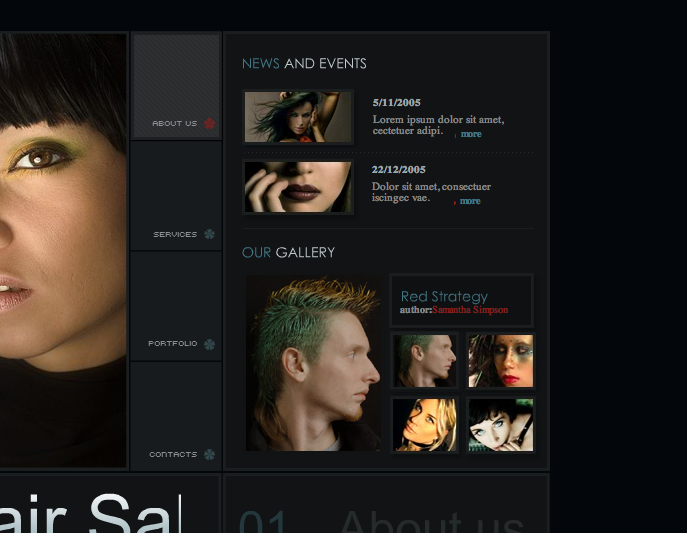 NEWS AND EVENTS
5/11/2005
Lorem ipsum dolor sit amet,
cectetuer adipi.
more
22/12/2005
Dolor sit amet, consectuer
iscingec vae.
more
ABOUT US
SERVICES
PORTFOLIO
CONTACTS
OUR GALLERY
Red Strategy
author:Samantha Simpson
air Sa
01 About us